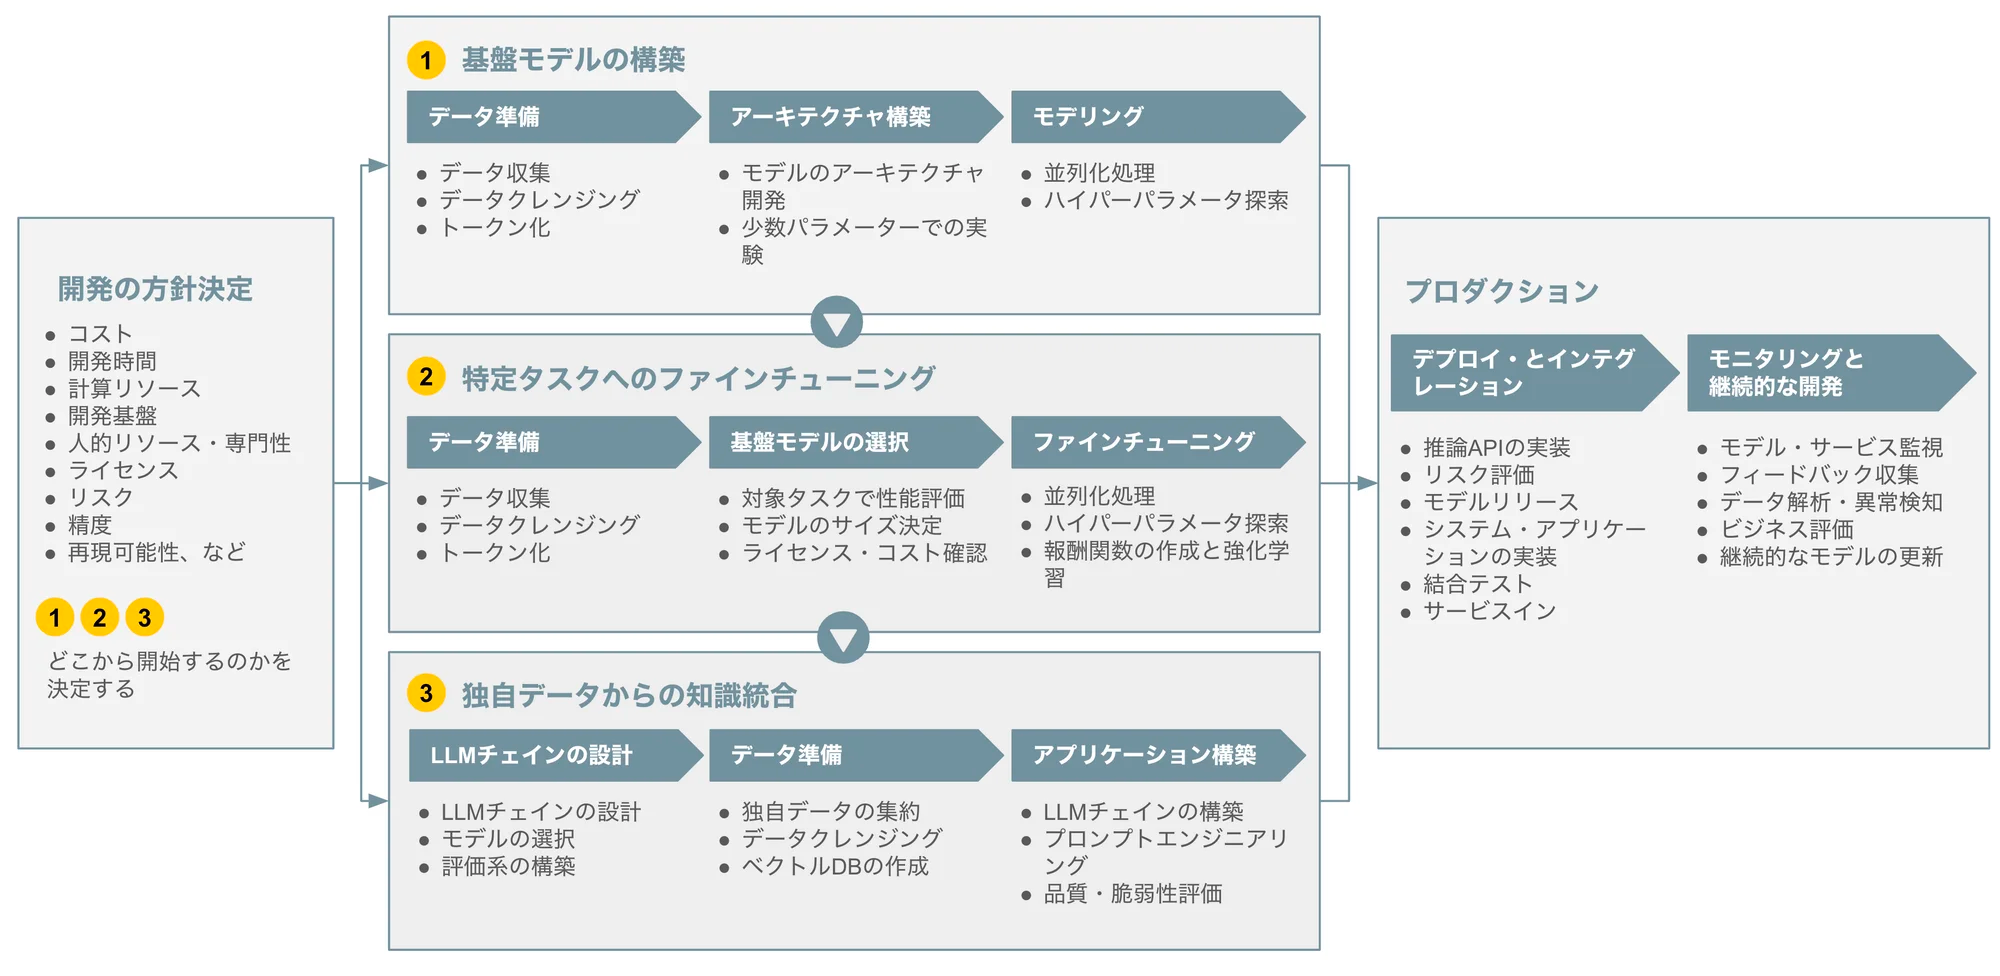 開発の方針決定
● コスト
● 開発時間
● 計算リソース
● 開発基盤
● 人的リソース・専門性
● ライセンス
● リスク
● 精度
● 再現可能性、など
1 2 3
どこから開始するのかを
決定する
1 基盤モデルの構築
データ準備
● データ収集
● データクレンジング
● トークン化
アーキテクチャ構築
● モデルのアーキテクチャ
開発
● 少数パラメーターでの実
験
モデリング
● 並列化処理
● ハイパーパラメータ探索
2 特定タスクへのファインチューニング
データ準備
● データ収集
● データクレンジング
● トークン化
基盤モデルの選択
● 対象タスクで性能評価
● モデルのサイズ決定
● ライセンス・コスト確認
ファインチューニング
● 並列化処理
● ハイパーパラメータ探索
● 報酬関数の作成と強化学
習
3 独自データからの知識統合
LLMチェインの設計
● LLMチェインの設計
● モデルの選択
● 評価系の構築
データ準備
● 独自データの集約
● データクレンジング
● ベクトルDBの作成
アプリケーション構築
● LLMチェインの構築
● プロンプトエンジニアリ
ング
● 品質・脆弱性評価
プロダクション
デプロイ・とインテグ
レーション
● 推論APIの実装
● リスク評価
● モデルリリース
● システム・アプリケー
ションの実装
● 結合テスト
● サービスイン
モニタリングと
継続的な開発
● モデル・サービス監視
● フィードバック収集
● データ解析・異常検知
● ビジネス評価
● 継続的なモデルの更新